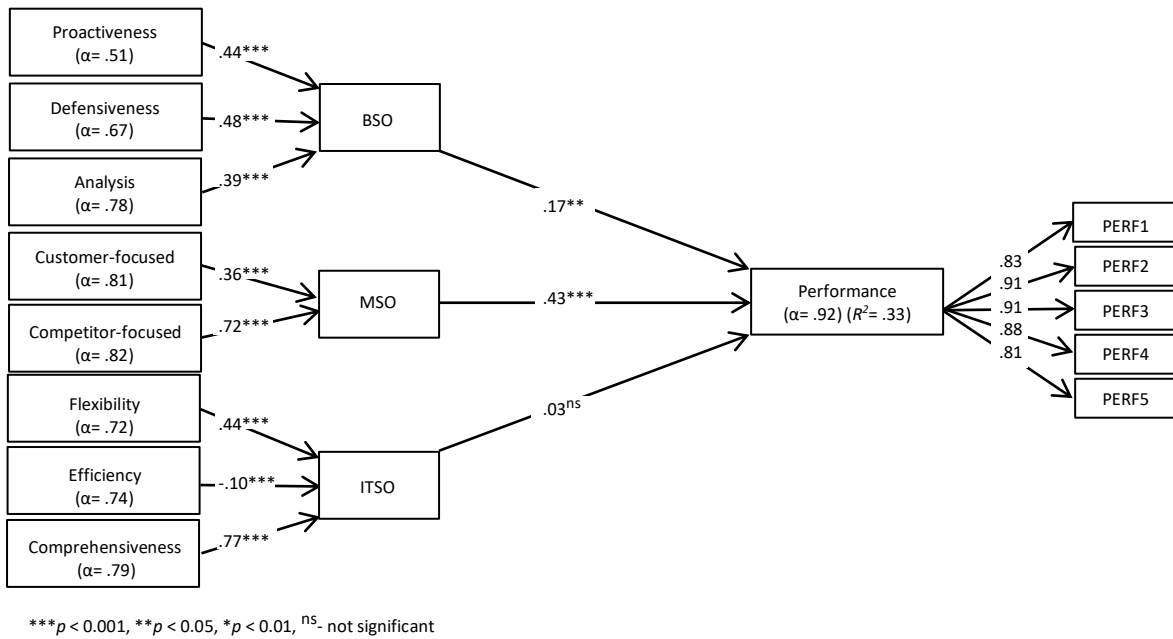 Proactiveness
(α= .51)
.44***
Defensiveness
(α= .67)
.48***
BSO
Analysis
(α= .78)
.39***
.17**
Customer-focused
(α= .81)
.36***
MSO
.43***
Competitor-focused
(α= .82)
.72***
Performance
(α= .92) (R²= .33)
.83
.91
.91
.88
.81
PERF1
PERF2
PERF3
PERF4
PERF5
Flexibility
(α= .72)
.44***
.03ns
Efficiency
(α= .74)
-.10***
ITSO
Comprehensiveness
(α= .79)
.77***
***p < 0.001, **p < 0.05, *p < 0.01, ns- not significant